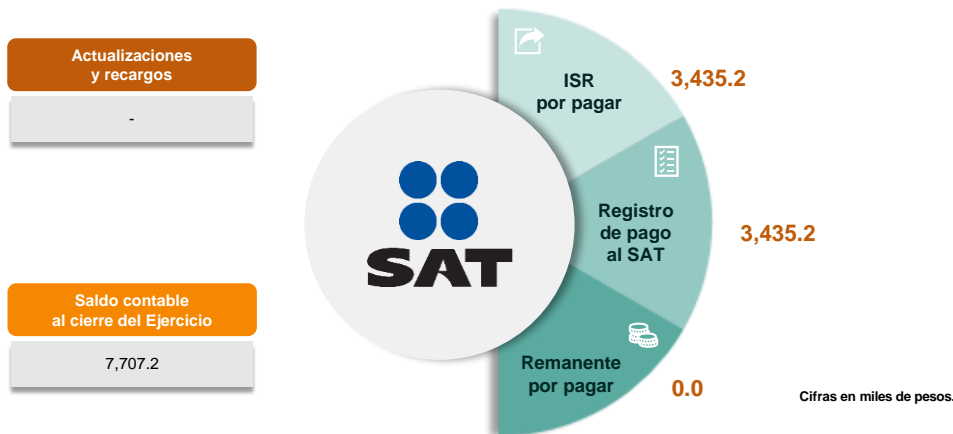 Actualizaciones
y recargos
-
Saldo contable
al cierre del Ejercicio
7,707.2
SAT
ISR
por pagar
3,435.2
Registro
de pago
al SAT
3,435.2
Remanente
por pagar
0.0
Cifras en miles de pesos.